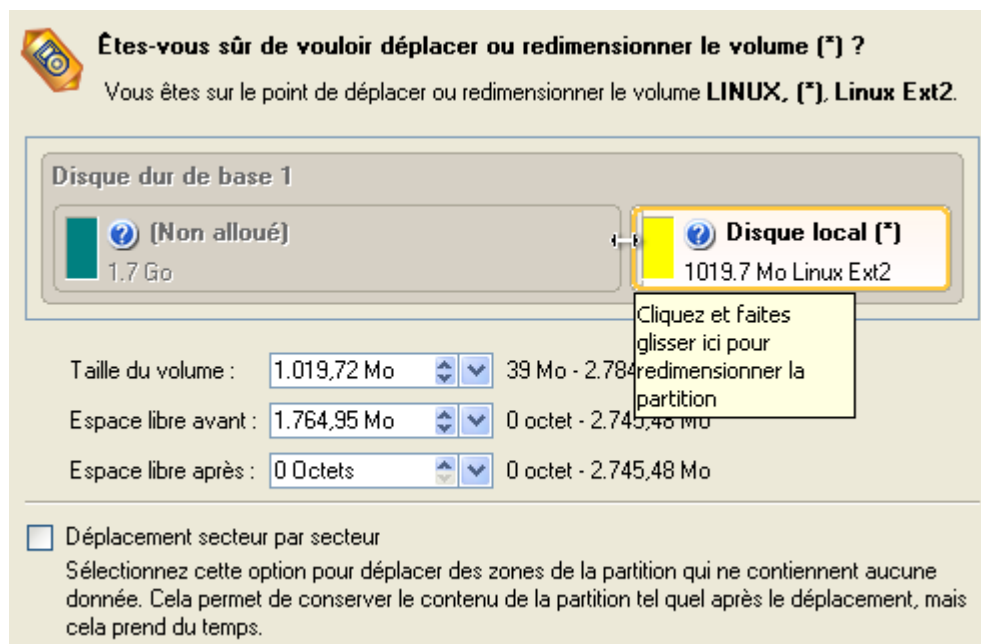 Êtes-vous sûr de vouloir déplacer ou redimensionner le volume (*) ?
Vous êtes sur le point de déplacer ou redimensionner le volume LINUX, (*), Linux Ext2.
Disque dur de base 1
(Non alloué)
1.7 Go
Disque local (*)
1019.7 Mo Linux Ext2
Cliquez et faites
glisser ici pour
redimensionner la
partition
Taille du volume : 1.019,72 Mo 39 Mo - 2.784
Espace libre avant : 1.764,95 Mo 0 octet - 2.745,48 Mo
Espace libre après : 0 Octets 0 octet - 2.745,48 Mo
Déplacement secteur par secteur
Sélectionnez cette option pour déplacer des zones de la partition qui ne contiennent aucune
donnée. Cela permet de conserver le contenu de la partition tel quel après le déplacement, mais
cela prend du temps.